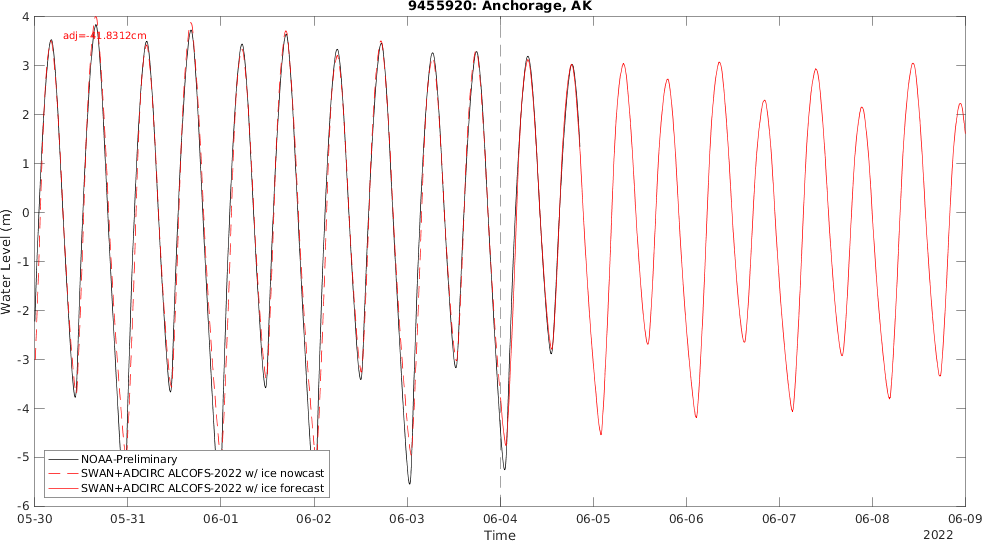 9455920: Anchorage, AK
adj=-41.8312cm
4
3
2
1
0
-1
-2
-3
-4
-5
-6
Water Level (m)
NOAA-Preliminary
SWAN+ADCIRC ALCOFS-2022 w/ ice nowcast
SWAN+ADCIRC ALCOFS-2022 w/ ice forecast
05-30 05-31 06-01 06-02 06-03 06-04 06-05 06-06 06-07 06-08 06-09
Time
2022